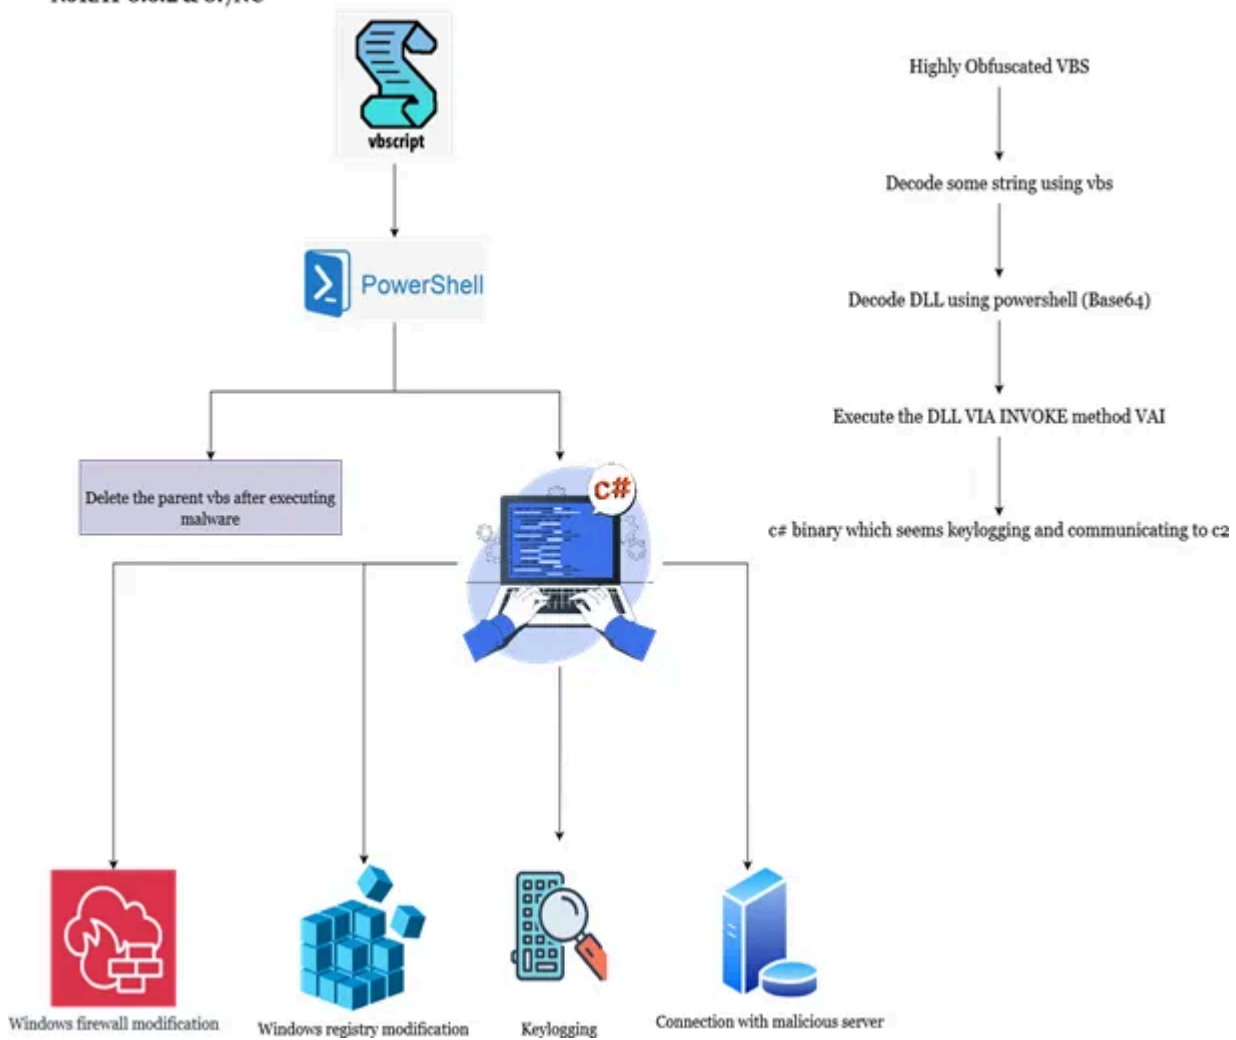 vbscript
PowerShell
Delete the parent vbs after executing
malware
C#
Windows firewall modification
Windows registry modification
Keylogging
Connection with malicious server
Highly Obfuscated VBS
Decode some string using vbs
Decode DLL using powershell (Base64)
Execute the DLL VIA INVOKE method VAI
c# binary which seems keylogging and communicating to c2